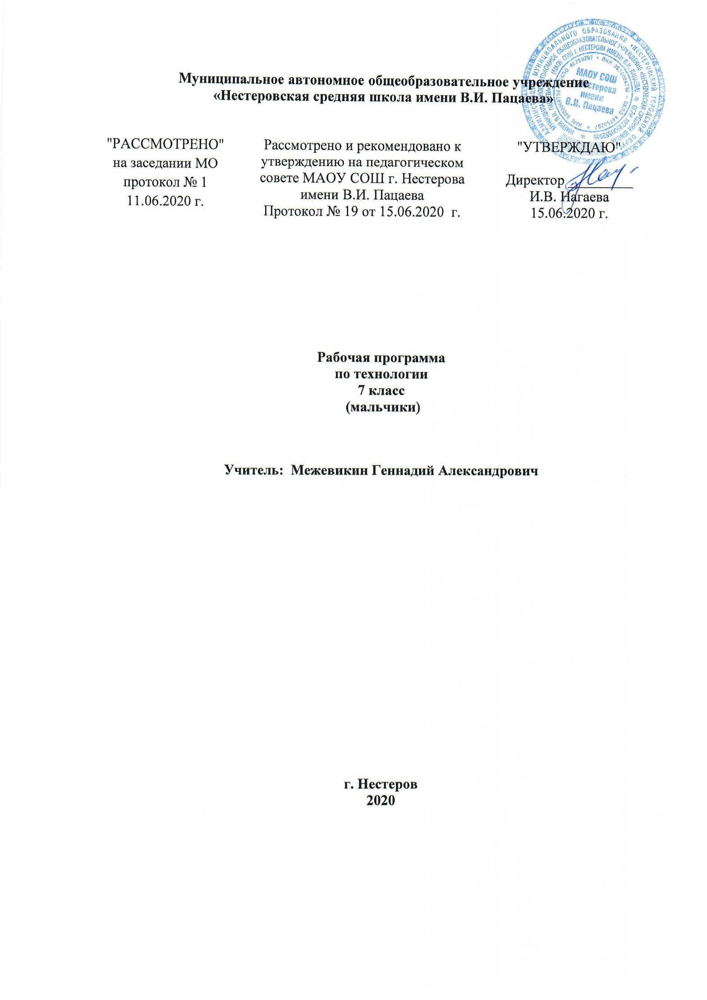 Муниципальное автономное общеобразовательное учреждение
«Нестеровская средняя школа имени В.И. Пацаева»
"РАССМОТРЕНО"
на заседании МО
протокол № 1
11.06.2020 г.
Рассмотрено и рекомендовано к
утверждению на педагогическом
совете МАОУ СОШ г. Нестерова
имени В.И. Пацаева
Протокол № 19 от 15.06.2020 г.
"УТВЕРЖДАЮ"
Директор __________
И.В. Нагаева
15.06.2020 г.
МАОУ СОШ
г. Нестерова
имени
В.И. Пацаева
Рабочая программа
по технологии
7 класс
(мальчики)
Учитель: Межевикин Геннадий Александрович
г. Нестеров
2020